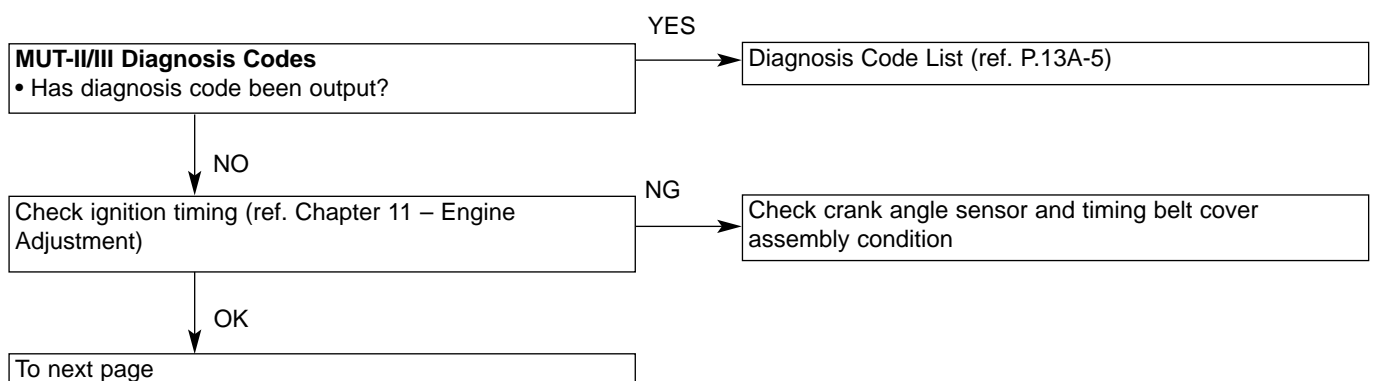 YES
MUT-II/III Diagnosis Codes
• Has diagnosis code been output?
Diagnosis Code List (ref. P.13A-5)
NO
NG
Check ignition timing (ref. Chapter 11 – Engine
Adjustment)
Check crank angle sensor and timing belt cover
assembly condition
OK
To next page